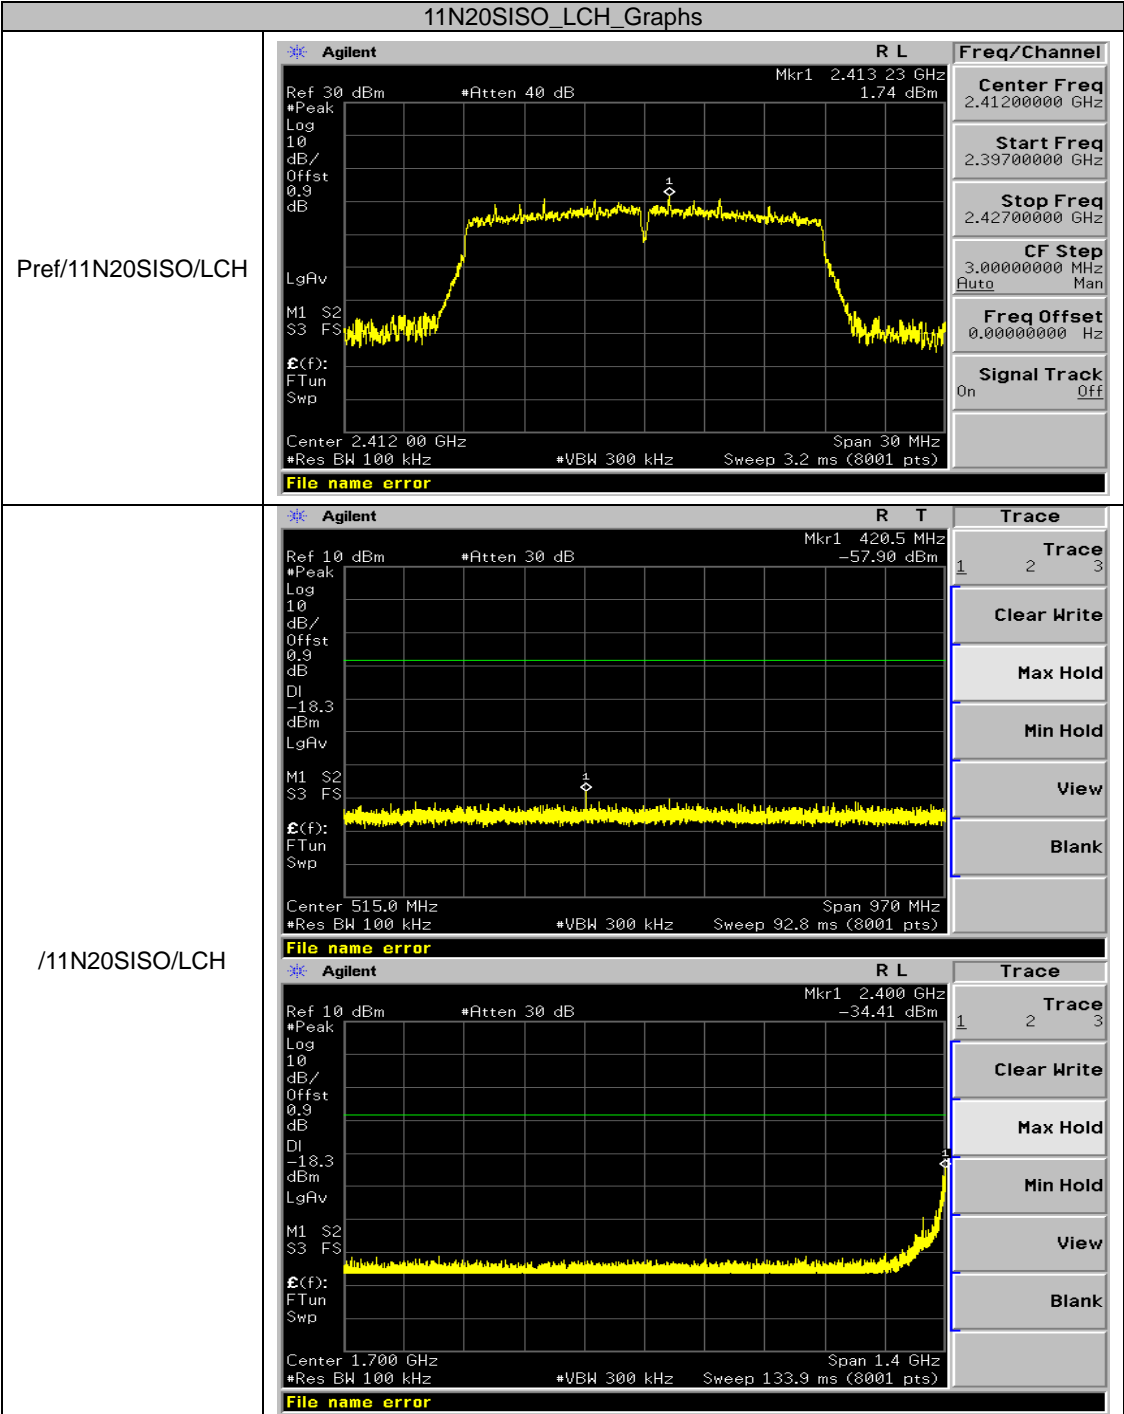 11N20SISO_LCH_Graphs
Pref/11N20SISO/LCH
Agilent R L Freq/Channel
Mkr1 2.413 23 GHz
Ref 30 dBm #Atten 40 dB 1.74 dBm
#Peak
Log
10
dB/
Offst
0.9
dB
LgAv
M1 S2
S3 FS
£(f):
FTun
Swp
1
Center 2.412 00 GHz Span 30 MHz
#Res BW 100 kHz #VBW 300 kHz Sweep 3.2 ms (8001 pts)
File name error
Center Freq
2.41200000 GHz
Start Freq
2.39700000 GHz
Stop Freq
2.42700000 GHz
CF Step
3.00000000 MHz
Auto Man
Freq Offset
0.00000000 Hz
Signal Track
On Off
/11N20SISO/LCH
Agilent R T Trace
Mkr1 420.5 MHz
Ref 10 dBm #Atten 30 dB -57.90 dBm
#Peak
Log
10
dB/
Offst
0.9
dB
DI
-18.3
dBm
LgAv
M1 S2
S3 FS
£(f):
FTun
Swp
1
Center 515.0 MHz Span 970 MHz
#Res BW 100 kHz #VBW 300 kHz Sweep 92.8 ms (8001 pts)
File name error
Trace
1 2 3
Clear Write
Max Hold
Min Hold
View
Blank
Agilent R L Trace
Mkr1 2.400 GHz
Ref 10 dBm #Atten 30 dB -34.41 dBm
#Peak
Log
10
dB/
Offst
0.9
dB
DI
-18.3
dBm
LgAv
M1 S2
S3 FS
£(f):
FTun
Swp
1
Center 1.700 GHz Span 1.4 GHz
#Res BW 100 kHz #VBW 300 kHz Sweep 133.9 ms (8001 pts)
File name error
Trace
1 2 3
Clear Write
Max Hold
Min Hold
View
Blank